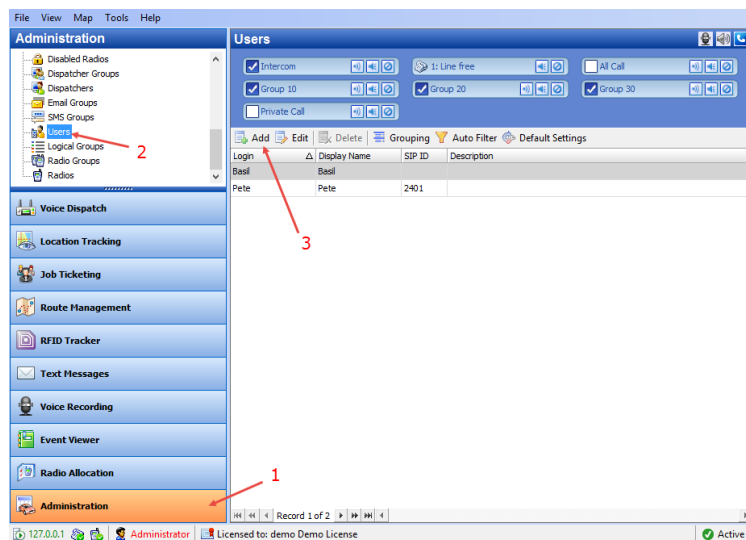 File View Map Tools Help
Administration
Users
Disabled Radios
Dispatcher Groups
Dispatchers
Email Groups
SMS Groups
Users
Logical Groups
Radio Groups
Radios
2
Intercom
1: Line free
All Call
Group 10
Group 20
Group 30
Private Call
Add Edit Delete Grouping Auto Filter Default Settings
Login Display Name SIP ID Description
Basil Basil
Pete Pete 2401
3
Voice Dispatch
Location Tracking
Job Ticketing
Route Management
RFID Tracker
Text Messages
Voice Recording
Event Viewer
Radio Allocation
1
Administration
Record 1 of 2
127.0.0.1 Administrator Licensed to: demo Demo License Active